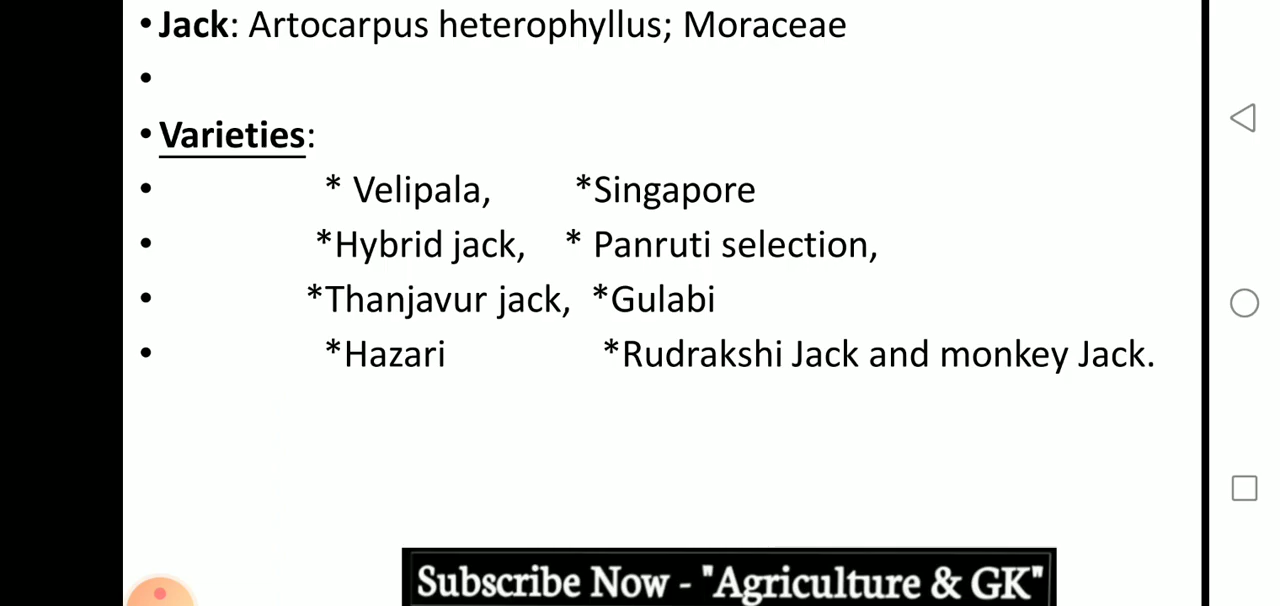 • Jack: Artocarpus heterophyllus; Moraceae
•
• Varieties:
• * Velipala, *Singapore
• *Hybrid jack, * Panruti selection,
• *Thanjavur jack, *Gulabi
• *Hazari *Rudrakshi Jack and monkey Jack.
Subscribe Now - "Agriculture & GK"